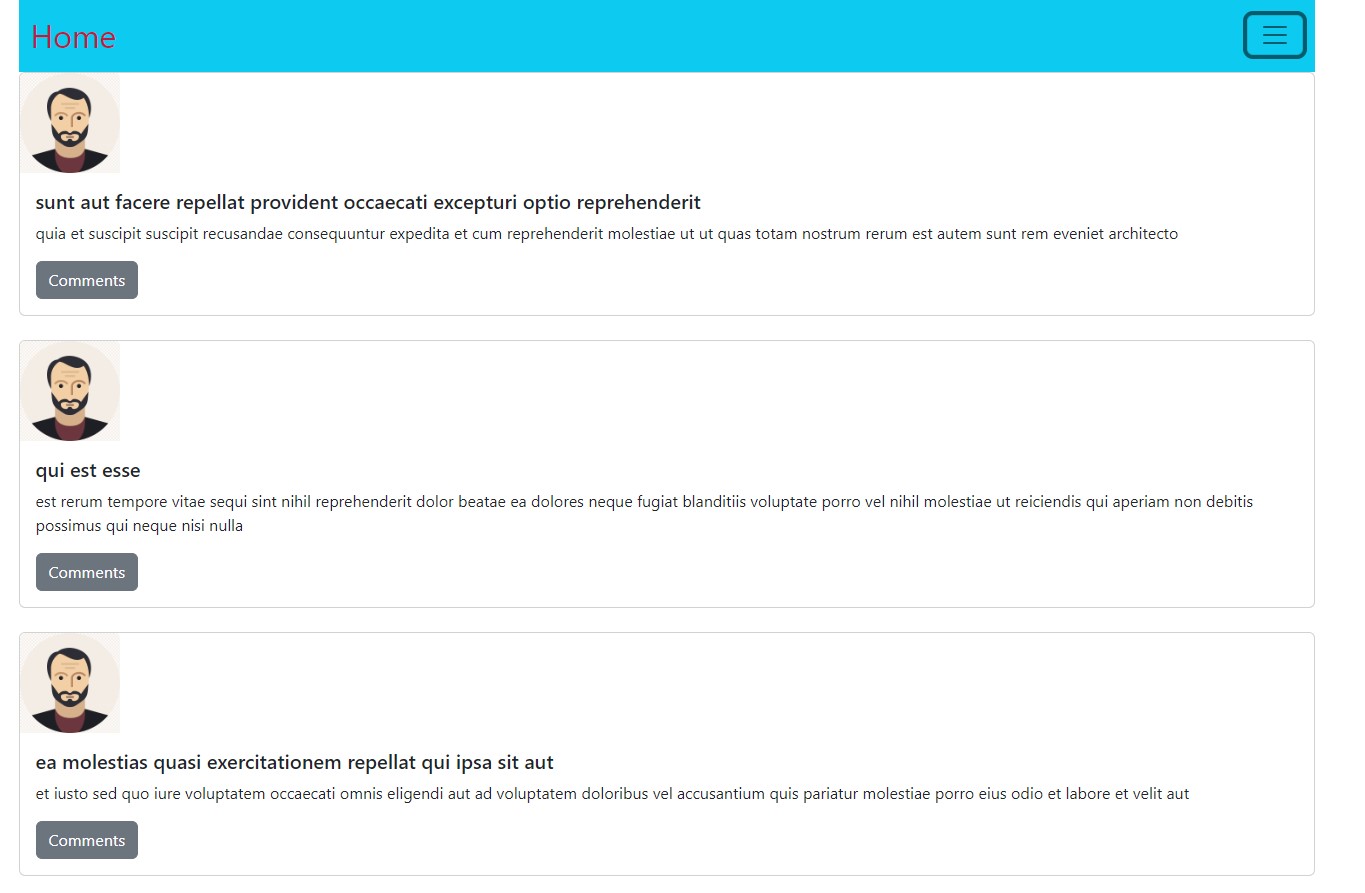 Home
sunt aut facere repellat provident occaecati excepturi optio reprehenderit
quia et suscipit suscipit recusandae consequuntur expedita et cum reprehenderit molestiae ut ut quas totam nostrum rerum est autem sunt rem eveniet architecto
Comments
qui est esse
est rerum tempore vitae sequi sint nihil reprehenderit dolor beatae ea dolores neque fugiat blanditiis voluptate porro vel nihil molestiae ut reiciendis qui aperiam non debitis
possimus qui neque nisi nulla
Comments
ea molestias quasi exercitationem repellat qui ipsa sit aut
et iusto sed quo iure voluptatem occaecati omnis eligendi aut ad voluptatem doloribus vel accusantium quis pariatur molestiae porro eius odio et labore et velit aut
Comments